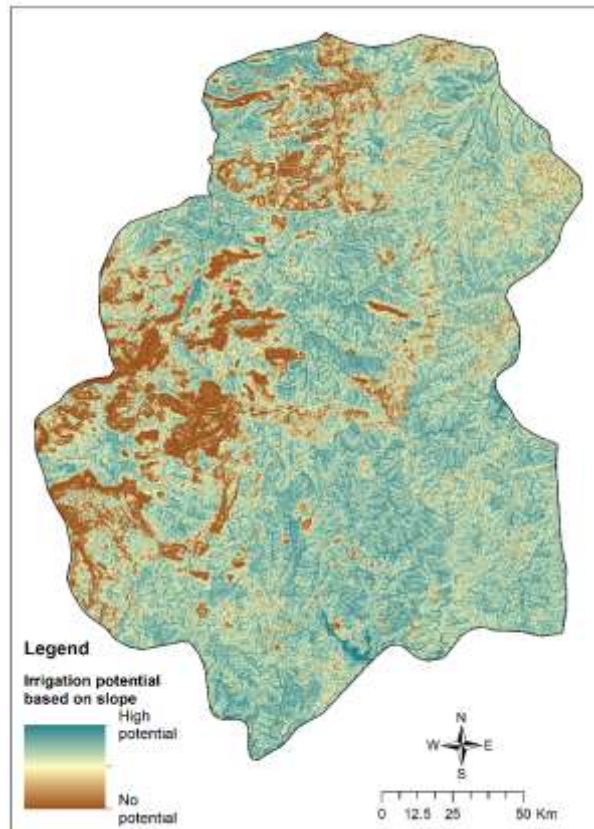 Legend
Irrigation potential
based on slope
High
potential
No
potential
N
W E
S
0 12.5 25 50 Km